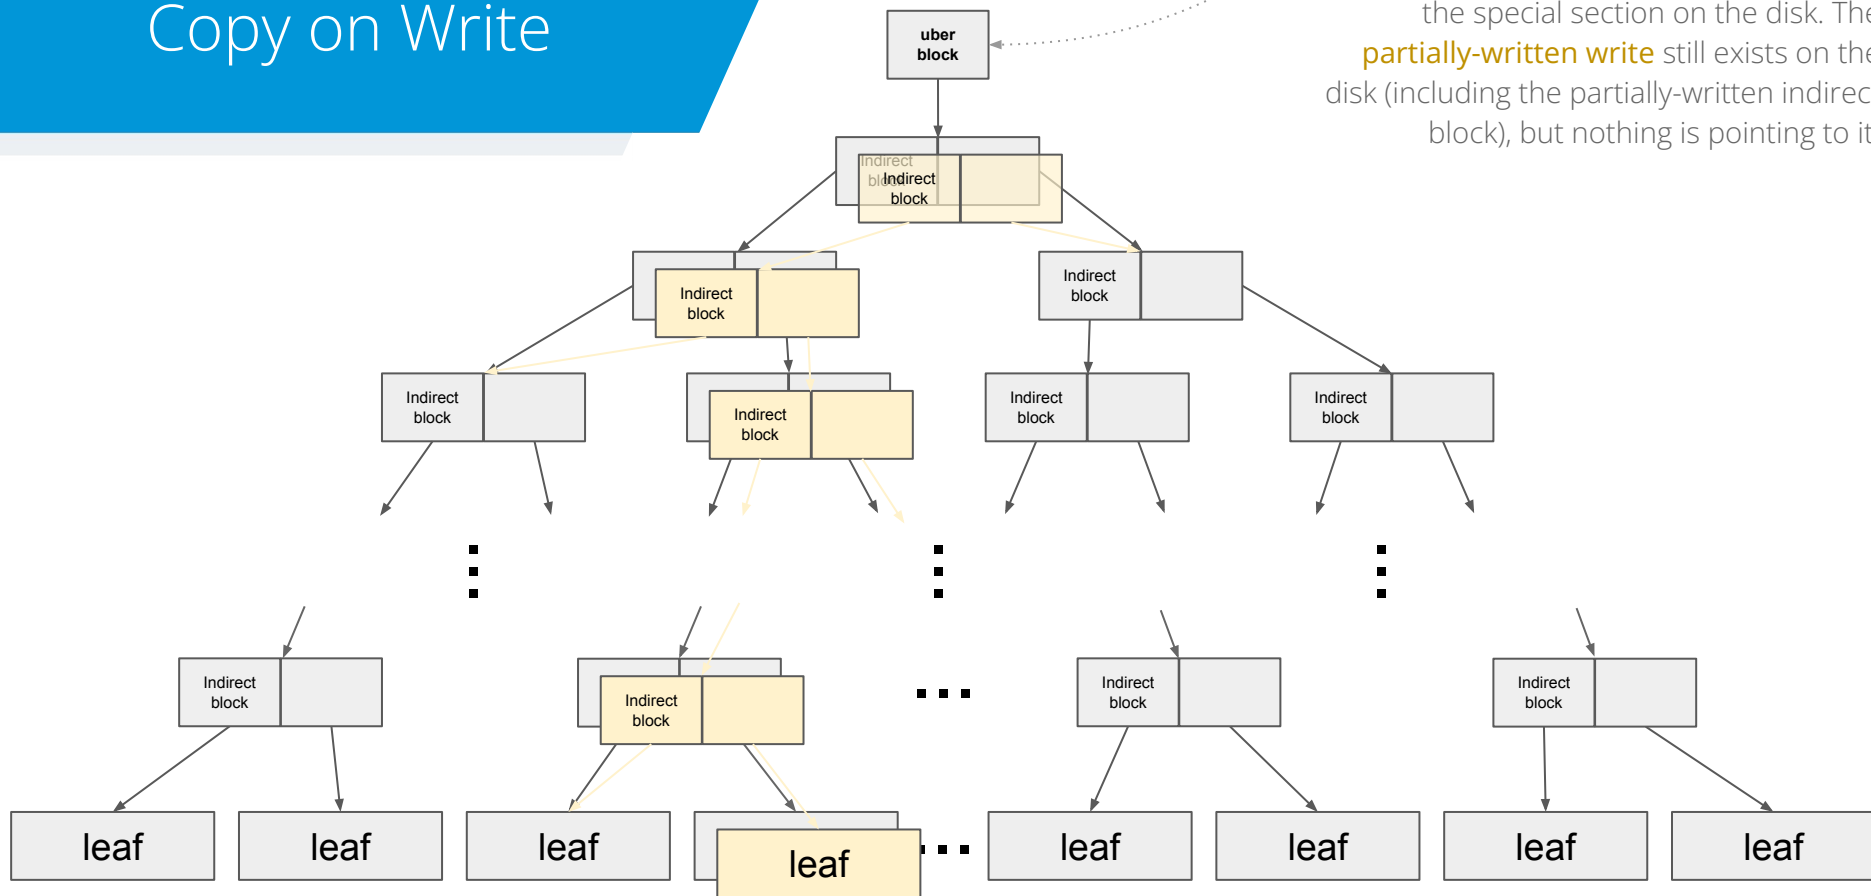 Copy on Write
the special section on the disk. The
partially-written write still exists on the
disk (including the partially-written indirect
block), but nothing is pointing to it
uber
block
Indirect
block
Indirect
block
Indirect
block
Indirect
block
Indirect
block
Indirect
block
Indirect
block
Indirect
block
Indirect
block
Indirect
block
Indirect
block
Indirect
block
leaf
leaf
leaf
leaf
leaf
leaf
leaf
leaf